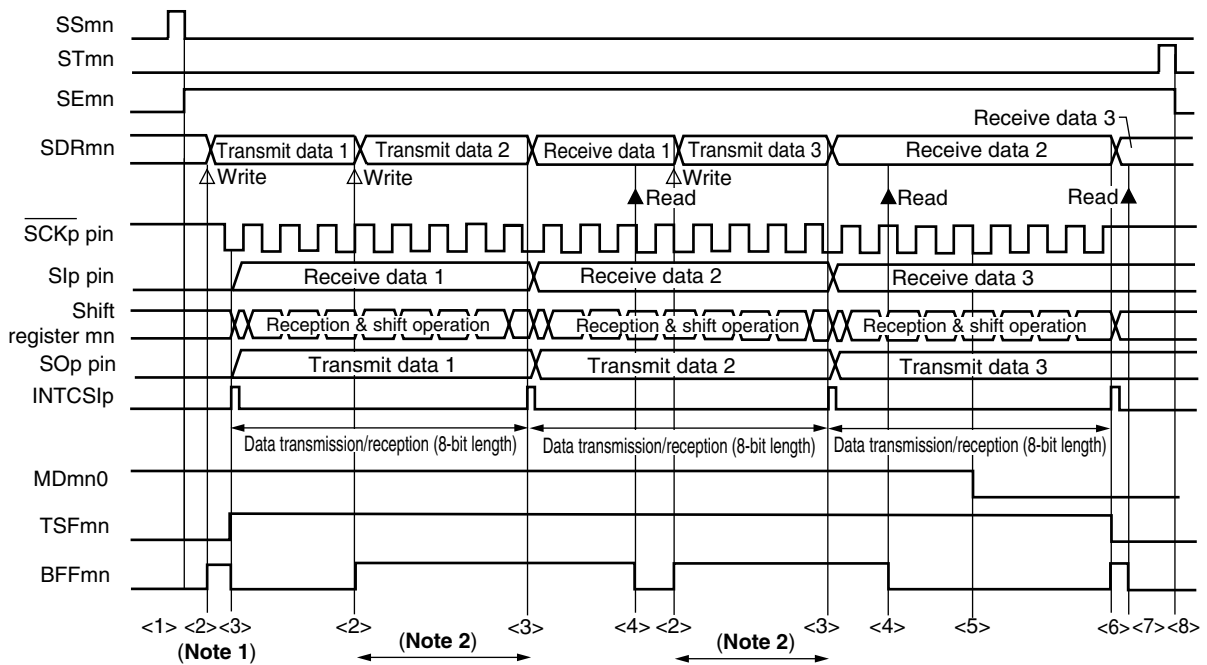 SSmn
STmn
SEmn
Receive data 3
SDRmn
Transmit data 1 Transmit data 2 Receive data 1 Transmit data 3 Receive data 2
Write Write Write
Read Read Read
SCKp pin
SIp pin Receive data 1 Receive data 2 Receive data 3
Shift
register mn
Reception & shift operation Reception & shift operation Reception & shift operation
SOp pin Transmit data 1 Transmit data 2 Transmit data 3
INTCSIp
Data transmission/reception (8-bit length) Data transmission/reception (8-bit length) Data transmission/reception (8-bit length)
MDmn0
TSFmn
BFFmn
<1> <2> <3> <2> <3> <4> <2> <3> <4> <5> <6> <7> <8>
(Note 1) (Note 2) (Note 2)